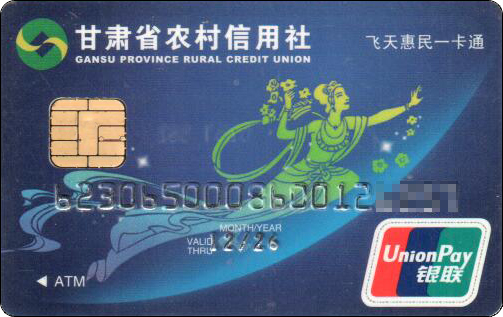 甘肃省农村信用社
GANSU PROVINCE RURAL CREDIT UNION
飞天惠民一卡通
MONTH/YEAR
VALID THRU 12/26
ATM
UnionPay
银联